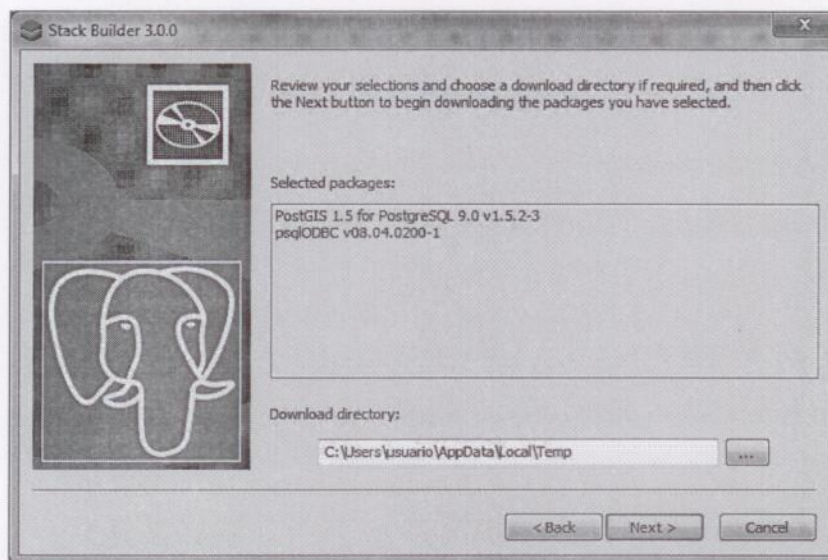 Stack Builder 3.0.0
Review your selections and choose a download directory if required, and then click
the Next button to begin downloading the packages you have selected.
Selected packages:
PostGIS 1.5 for PostgreSQL 9.0 v1.5.2-3
psqlODBC v08.04.0200-1
Download directory:
C:\Users\usuario\AppData\Local\Temp
...
< Back
Next >
Cancel